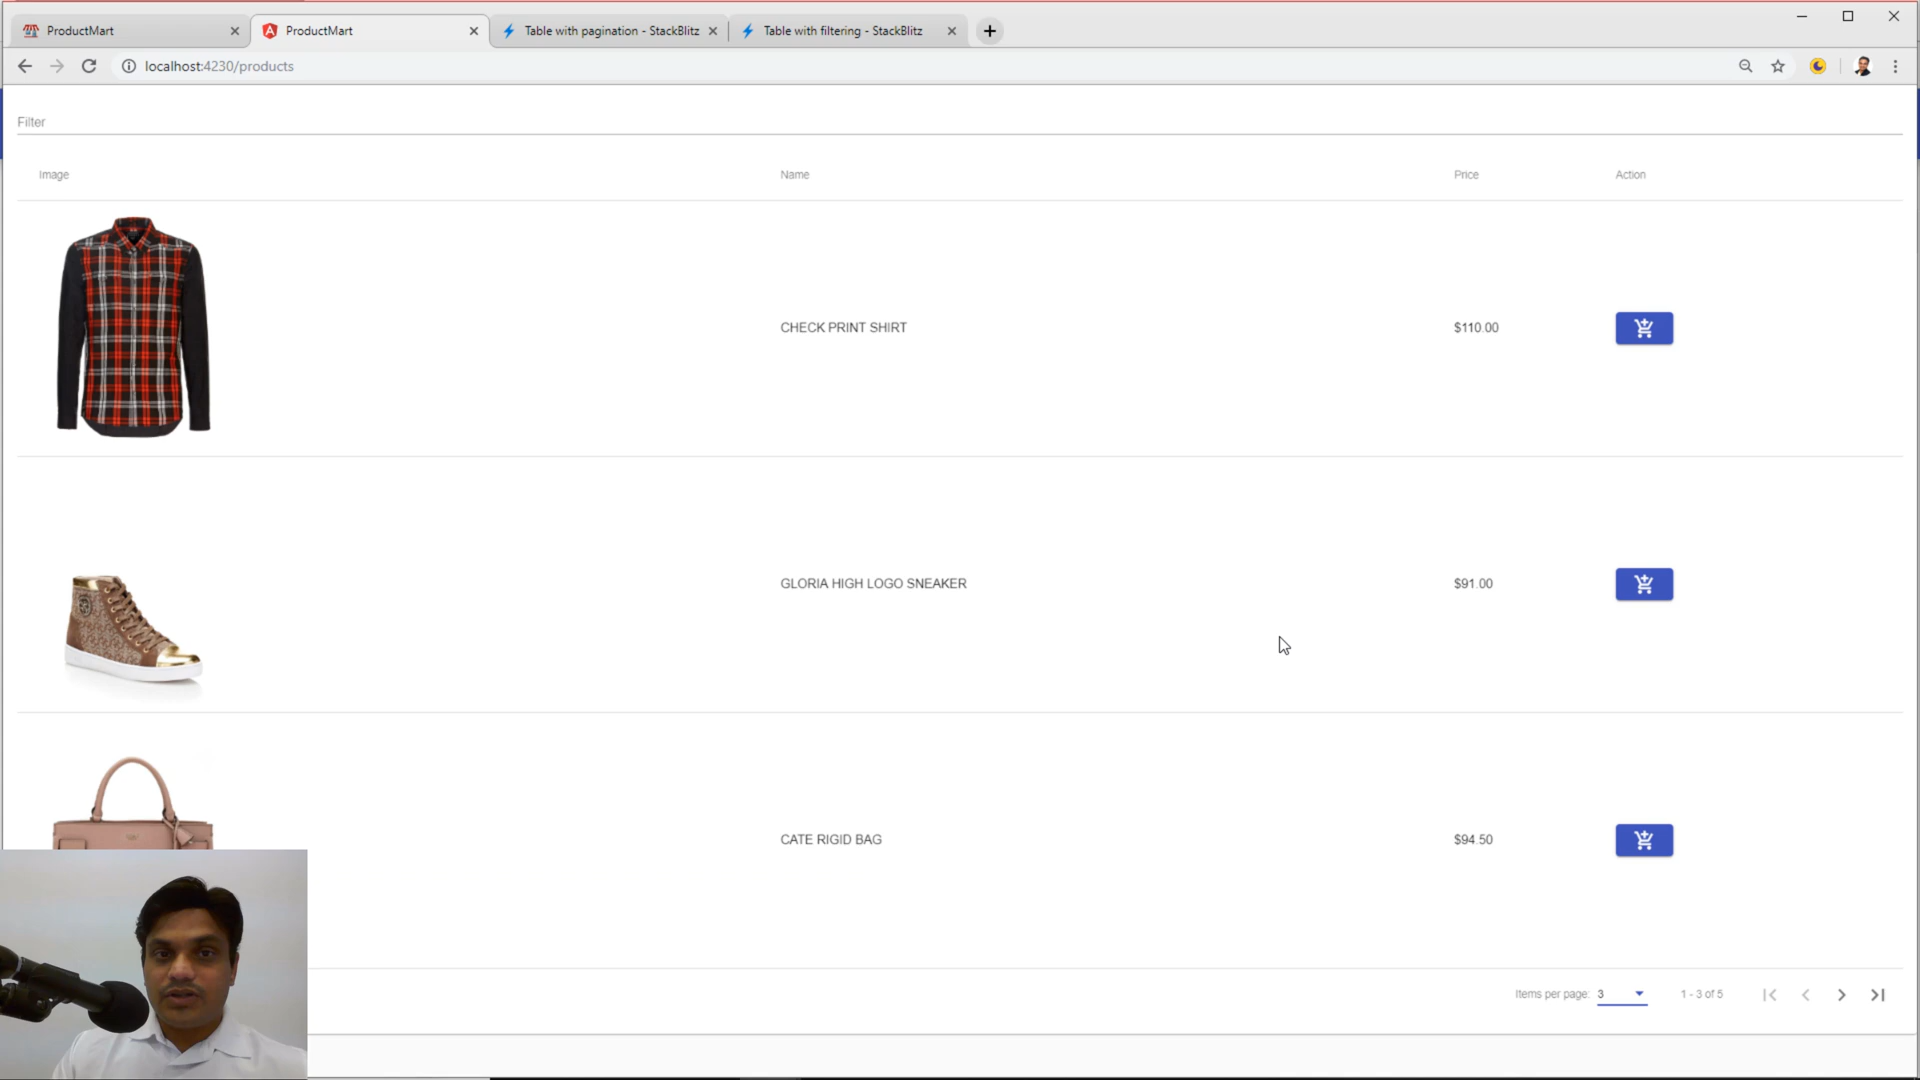 ProductMart
ProductMart
Table with pagination - StackBlitz
Table with filtering - StackBlitz
localhost:4230/products
Filter
Image Name Price Action
CHECK PRINT SHIRT $110.00
GLORIA HIGH LOGO SNEAKER $91.00
CATE RIGID BAG $94.50
Items per page: 3 1 - 3 of 5